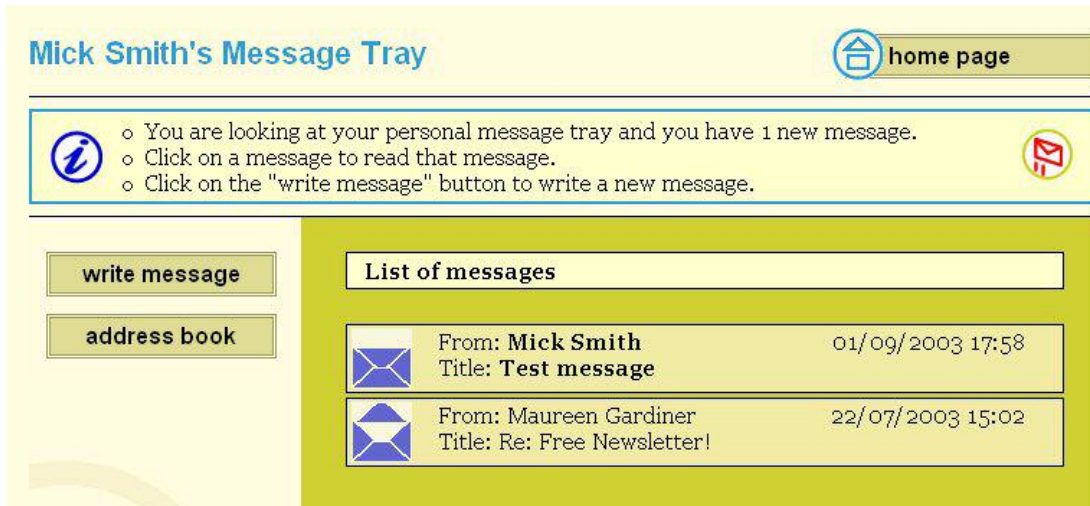 Mick Smith's Message Tray
home page
You are looking at your personal message tray and you have 1 new message.
Click on a message to read that message.
Click on the "write message" button to write a new message.
write message
address book
List of messages
From: Mick Smith 01/09/2003 17:58
Title: Test message
From: Maureen Gardiner 22/07/2003 15:02
Title: Re: Free Newsletter!